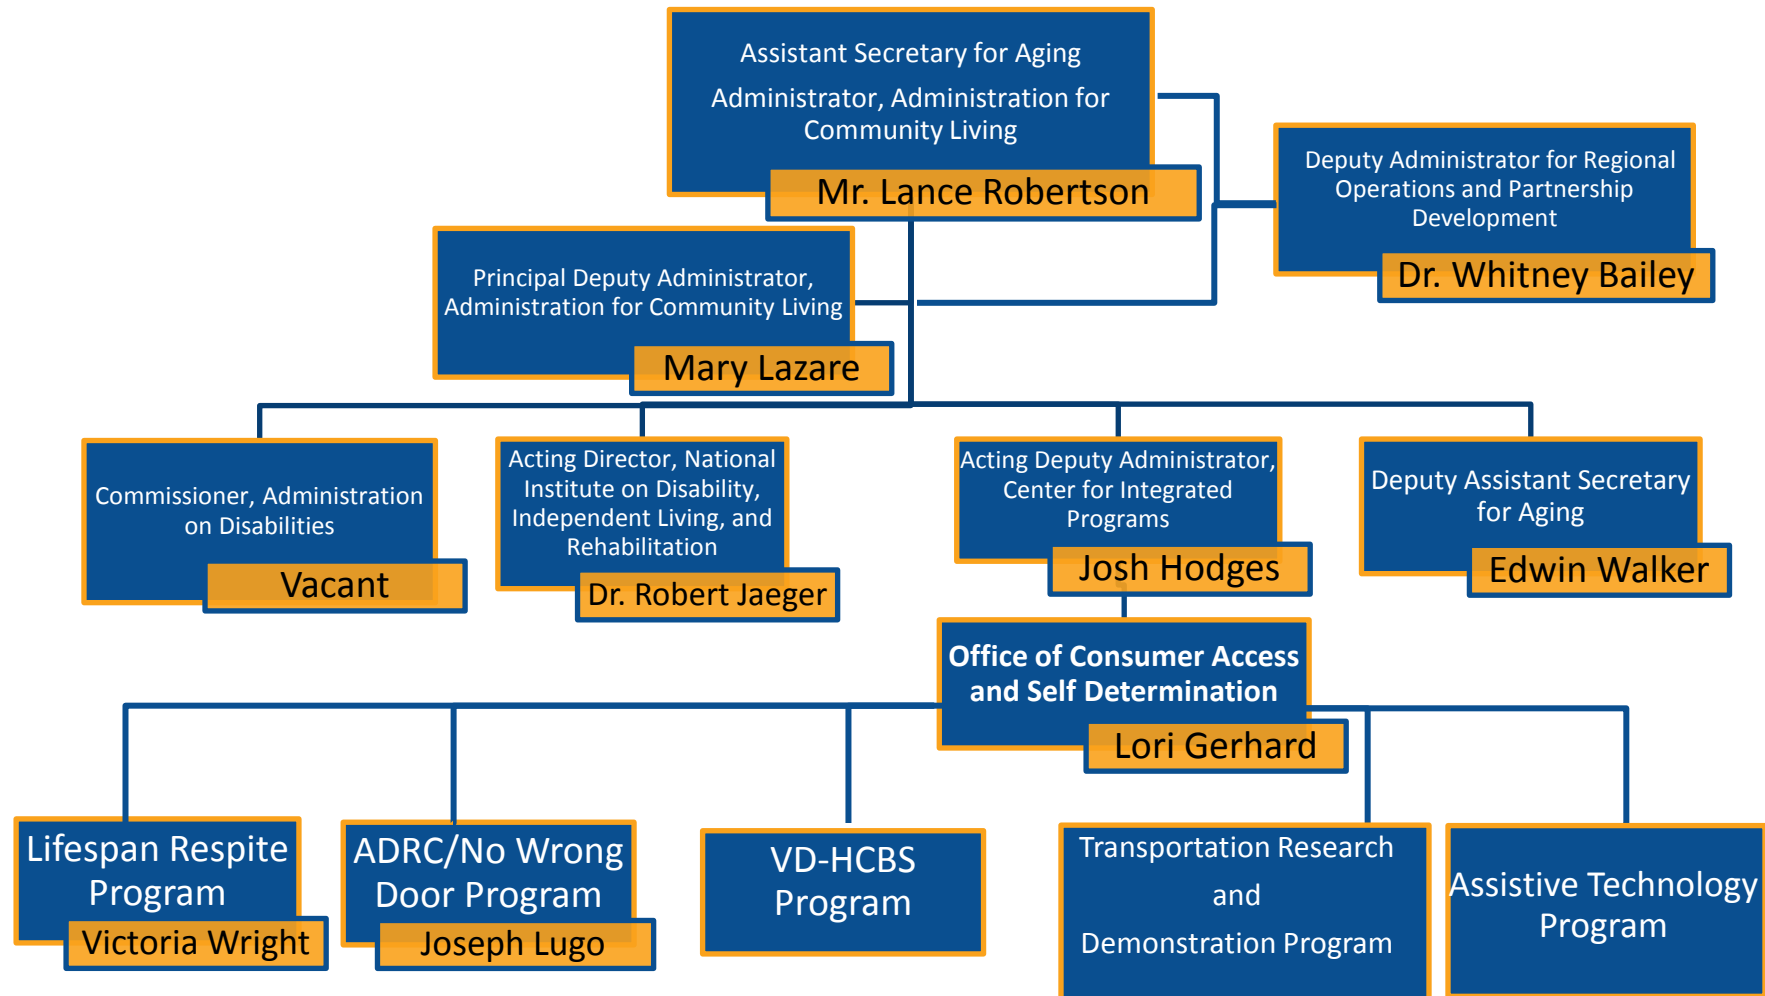 Assistant Secretary for Aging
Administrator, Administration for
Community Living
Mr. Lance Robertson
Deputy Administrator for Regional
Operations and Partnership
Development
Dr. Whitney Bailey
Principal Deputy Administrator,
Administration for Community Living
Mary Lazare
Commissioner, Administration
on Disabilities
Vacant
Acting Director, National
Institute on Disability,
Independent Living, and
Rehabilitation
Dr. Robert Jaeger
Acting Deputy Administrator,
Center for Integrated
Programs
Josh Hodges
Deputy Assistant Secretary
for Aging
Edwin Walker
Office of Consumer Access
and Self Determination
Lori Gerhard
Lifespan Respite
Program
Victoria Wright
ADRC/No Wrong
Door Program
Joseph Lugo
VD-HCBS
Program
Transportation Research
and
Demonstration Program
Assistive Technology
Program